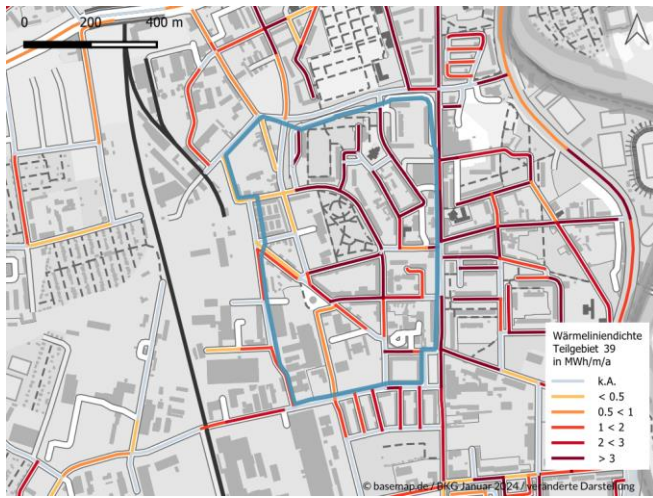 0 200 400 m
Wärmeliniendichte
Teilgebiet 39
in MWh/m/a
k.A.
< 0.5
0.5 < 1
1 < 2
2 < 3
> 3
© basemap.de / BKG Januar 2024 / veränderte Darstellung